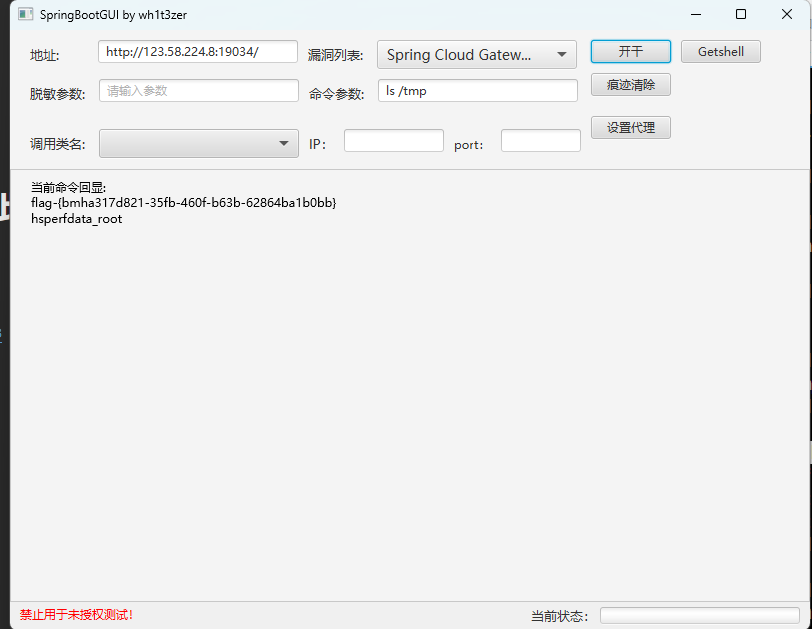 SpringBootGUI by wh1t3zer
地址: http://123.58.224.8:19034/ 漏洞列表: Spring Cloud Gatew... 开干 Getshell
脱敏参数: 请输入参数 命令参数: ls /tmp 痕迹清除
设置代理
调用类名: IP: port:
当前命令回显:
flag-{bmha317d821-35fb-460f-b63b-62864ba1b0bb}
hsperfdata_root
禁止用于未授权测试! 当前状态: